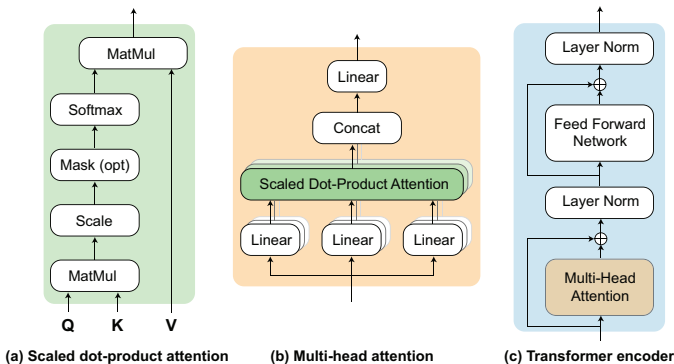 MatMul
Softmax
Mask (opt)
Scale
MatMul
Q K V
(a) Scaled dot-product attention
Linear
Concat
Scaled Dot-Product Attention
Linear Linear Linear
(b) Multi-head attention
Layer Norm
Feed Forward
Network
Layer Norm
Multi-Head
Attention
(c) Transformer encoder